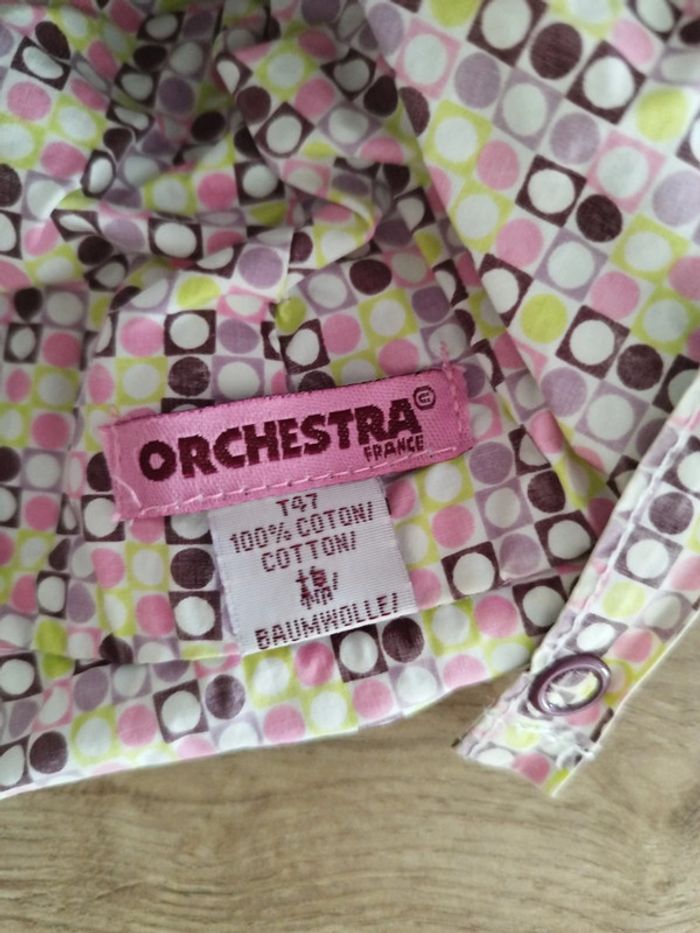 ORCHESTRA
FRANCE
T47
100% COTON/
COTTON/
BAUMWOLLE/